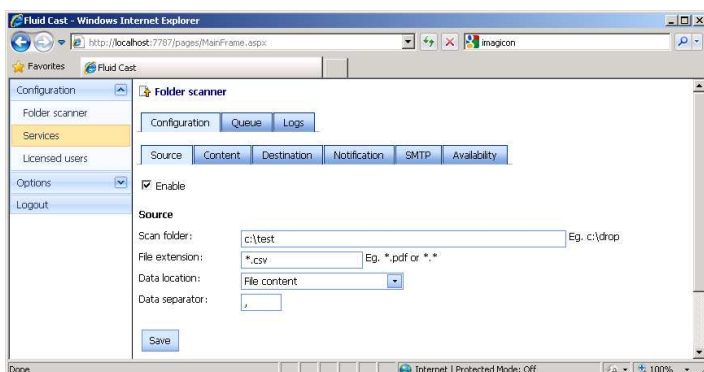 Fluid Cast - Windows Internet Explorer
http://localhost:7787/pages/MainFrame.aspx
imagicon
Favorites
Fluid Cast
Configuration
Folder scanner
Services
Licensed users
Options
Logout
Folder scanner
Configuration Queue Logs
Source Content Destination Notification SMTP Availability
Enable
Source
Scan folder: c:\test Eg. c:\drop
File extension: *.csv Eg. *.pdf or *.*
Data location: File content
Data separator: ,
Save
Done Internet | Protected Mode: Off 100%